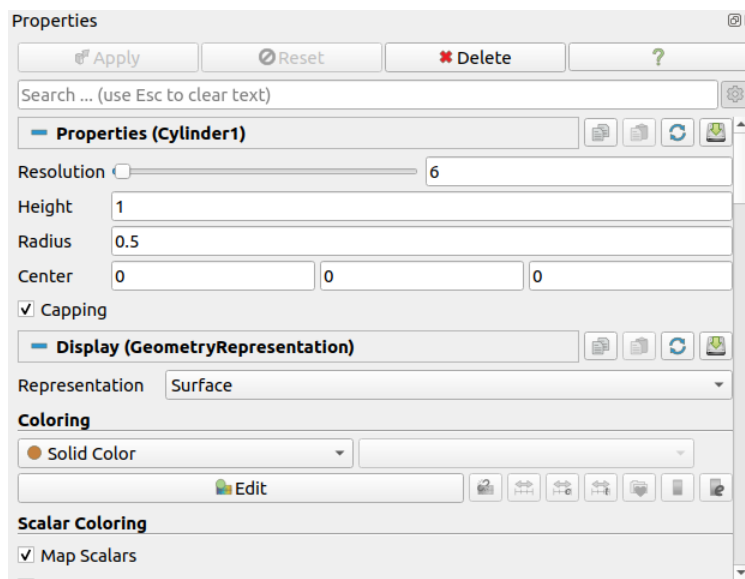 Properties
Apply Reset Delete ?
Search ... (use Esc to clear text)
Properties (Cylinder1)
Resolution 6
Height 1
Radius 0.5
Center 0 0 0
Capping
Display (GeometryRepresentation)
Representation Surface
Coloring
Solid Color
Edit
Scalar Coloring
Map Scalars